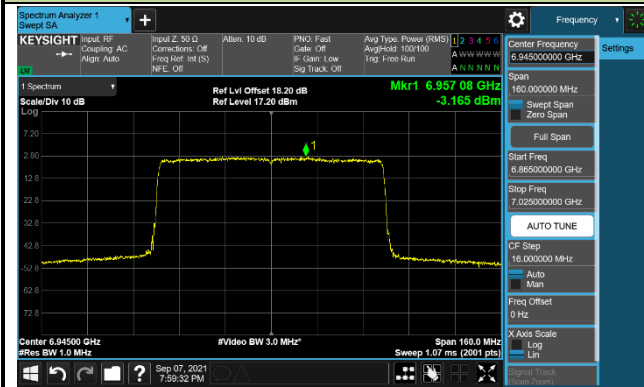 Spectrum Analyzer 1
Swept SA
Frequency
KEYSIGHT
Input: RF
Coupling: AC
Align: Auto
Input Z: 50 Ω
Corrections: Off
Freq Ref: Int (S)
NFE: Off
Atten: 10 dB
PNO: Fast
Gate: Off
IF Gain: Low
Sig Track: Off
Avg Type: Power (RMS)
Avg|Hold: 100/100
Trig: Free Run
1 2 3 4 5 6
A W W W W W
A N N N N N
LW
1 Spectrum
Scale/Div 10 dB
Ref Lvl Offset 18.20 dB
Ref Level 17.20 dBm
Mkr1 6.957 08 GHz
-3.165 dBm
Log
7.20
2.80
12.8
22.8
32.8
42.8
-52.8
62.8
72.8
1
Center 6.94500 GHz
#Res BW 1.0 MHz
#Video BW 3.0 MHz*
Span 160.0 MHz
Sweep 1.07 ms (2001 pts)
Sep 07, 2021
7:59:32 PM
Center Frequency
6.945000000 GHz
Span
160.000000 MHz
Swept Span
Zero Span
Full Span
Start Freq
6.865000000 GHz
Stop Freq
7.025000000 GHz
AUTO TUNE
CF Step
16.000000 MHz
Auto
Man
Freq Offset
0 Hz
X Axis Scale
Log
Lin
Signal Track
(Span Zoom)
Settings